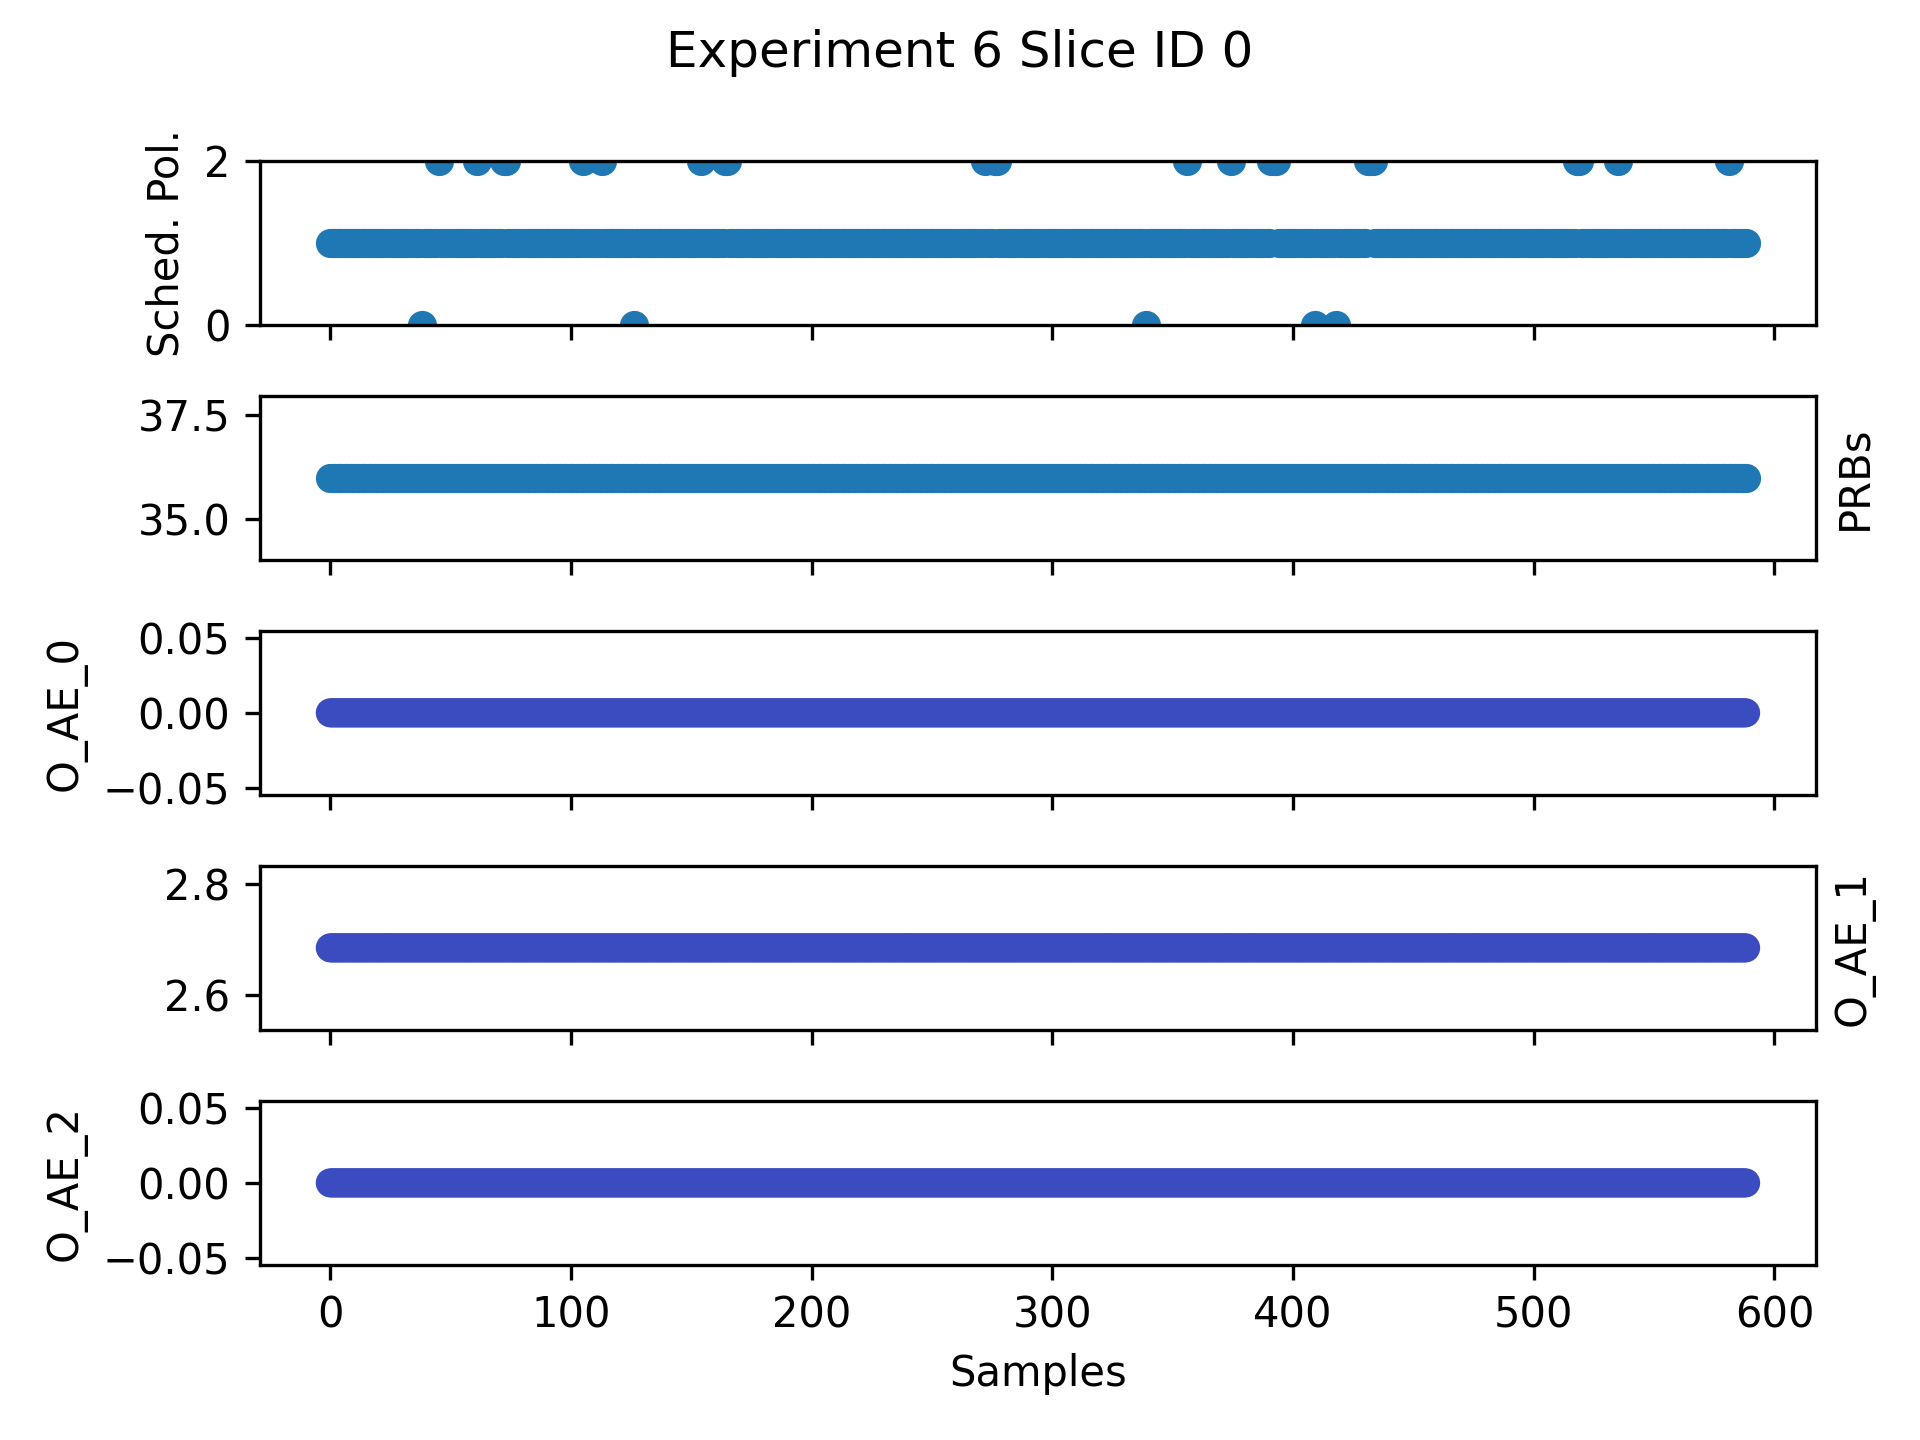 Experiment 6 Slice ID 0
Sched. Pol.
2
0
37.5
35.0
PRBs
O_AE_0
0.05
0.00
−0.05
2.8
2.6
O_AE_1
O_AE_2
0.05
0.00
−0.05
0 100 200 300 400 500 600
Samples